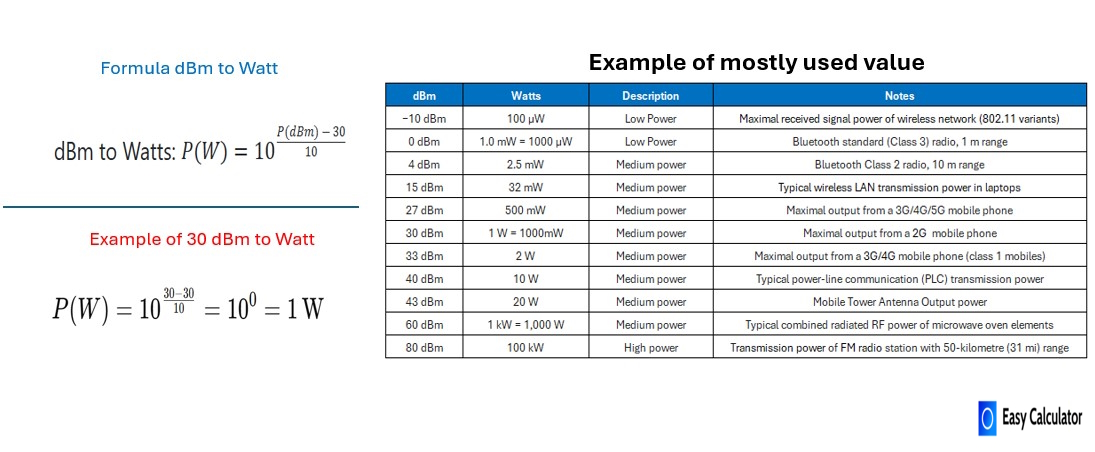 Formula dBm to Watt
dBm to Watts: P(W) = 10^((P(dBm) − 30)/10)
Example of 30 dBm to Watt
P(W) = 10^((30−30)/10) = 10^0 = 1 W
Example of mostly used value
dBm Watts Description Notes
−10 dBm 100 µW Low Power Maximal received signal power of wireless network (802.11 variants)
0 dBm 1.0 mW = 1000 µW Low Power Bluetooth standard (Class 3) radio, 1 m range
4 dBm 2.5 mW Medium power Bluetooth Class 2 radio, 10 m range
15 dBm 32 mW Medium power Typical wireless LAN transmission power in laptops
27 dBm 500 mW Medium power Maximal output from a 3G/4G/5G mobile phone
30 dBm 1 W = 1000mW Medium power Maximal output from a 2G mobile phone
33 dBm 2 W Medium power Maximal output from a 3G/4G mobile phone (class 1 mobiles)
40 dBm 10 W Medium power Typical power-line communication (PLC) transmission power
43 dBm 20 W Medium power Mobile Tower Antenna Output power
60 dBm 1 kW = 1,000 W Medium power Typical combined radiated RF power of microwave oven elements
80 dBm 100 kW High power Transmission power of FM radio station with 50-kilometre (31 mi) range
Easy Calculator